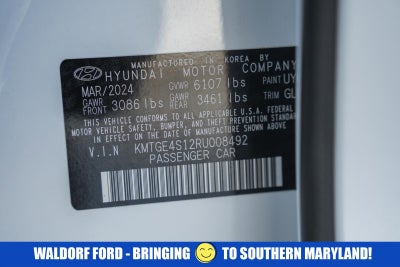 MANUFACTURED IN KOREA BY
HYUNDAI MOTOR COMPANY
MAR/2024 GVWR 6107 lbs PAINT UY
GAWR FRONT 3086 lbs GAWR REAR 3461 lbs TRIM GL
THIS VEHICLE CONFORMS TO ALL APPLICABLE U.S.A. FEDERAL
MOTOR VEHICLE SAFETY, BUMPER, AND THEFT PREVENTION STANDARDS
IN EFFECT ON THE DATE OF MANUFACTURE SHOWN ABOVE.
V.I.N KMTGE4S12RU008492
PASSENGER CAR
WALDORF FORD - BRINGING TO SOUTHERN MARYLAND!